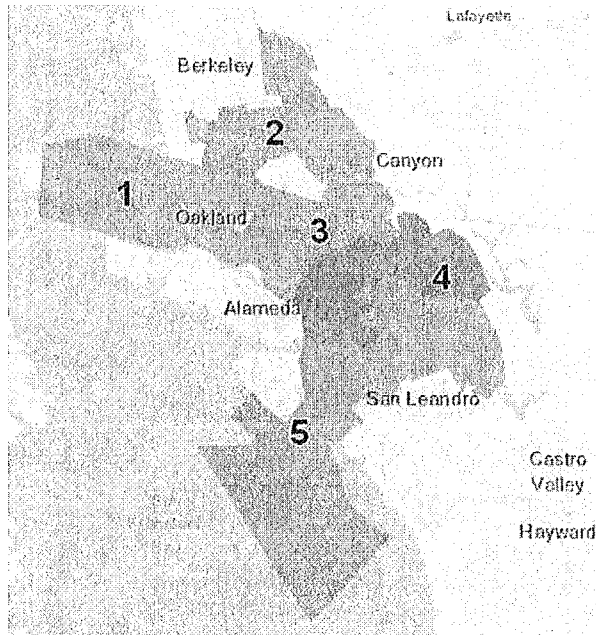 Lafayette
Berkeley
2
Canyon
1
Oakland
3
4
Alameda
San Leandro
5
Castro
Valley
Hayward